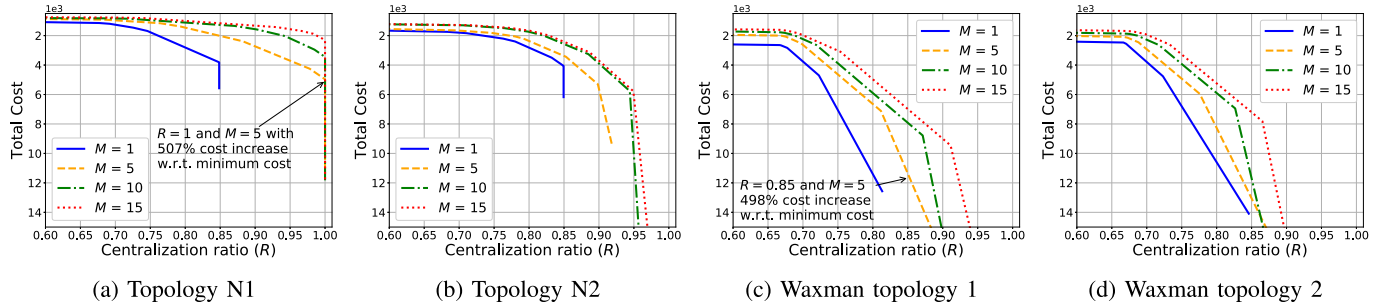 1e3
2
4
6
8
10
12
14
Total Cost
M = 1
M = 5
M = 10
M = 15
R = 1 and M = 5 with
507% cost increase
w.r.t. minimum cost
0.60 0.65 0.70 0.75 0.80 0.85 0.90 0.95 1.00
Centralization ratio (R)
(a) Topology N1
1e3
2
4
6
8
10
12
14
Total Cost
M = 1
M = 5
M = 10
M = 15
0.60 0.65 0.70 0.75 0.80 0.85 0.90 0.95 1.00
Centralization ratio (R)
(b) Topology N2
1e3
2
4
6
8
10
12
14
Total Cost
M = 1
M = 5
M = 10
M = 15
R = 0.85 and M = 5
498% cost increase
w.r.t. minimum cost
0.60 0.65 0.70 0.75 0.80 0.85 0.90 0.95 1.00
Centralization ratio (R)
(c) Waxman topology 1
1e3
2
4
6
8
10
12
14
Total Cost
M = 1
M = 5
M = 10
M = 15
0.60 0.65 0.70 0.75 0.80 0.85 0.90 0.95 1.00
Centralization ratio (R)
(d) Waxman topology 2